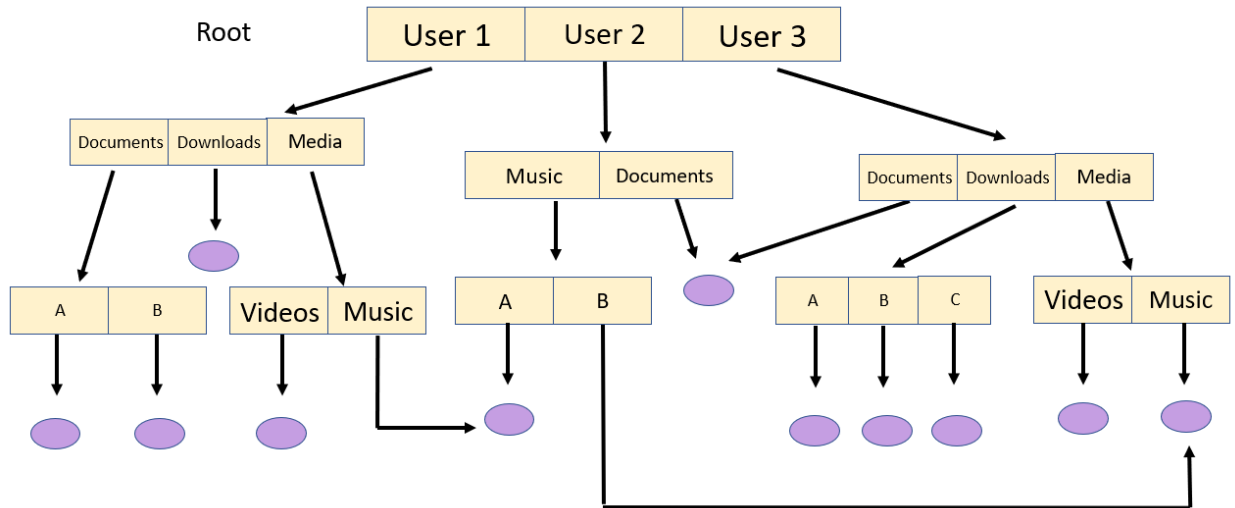 Root
User 1 User 2 User 3
Documents Downloads Media
Music Documents
Documents Downloads Media
A B
Videos Music
A B
A B C
Videos Music